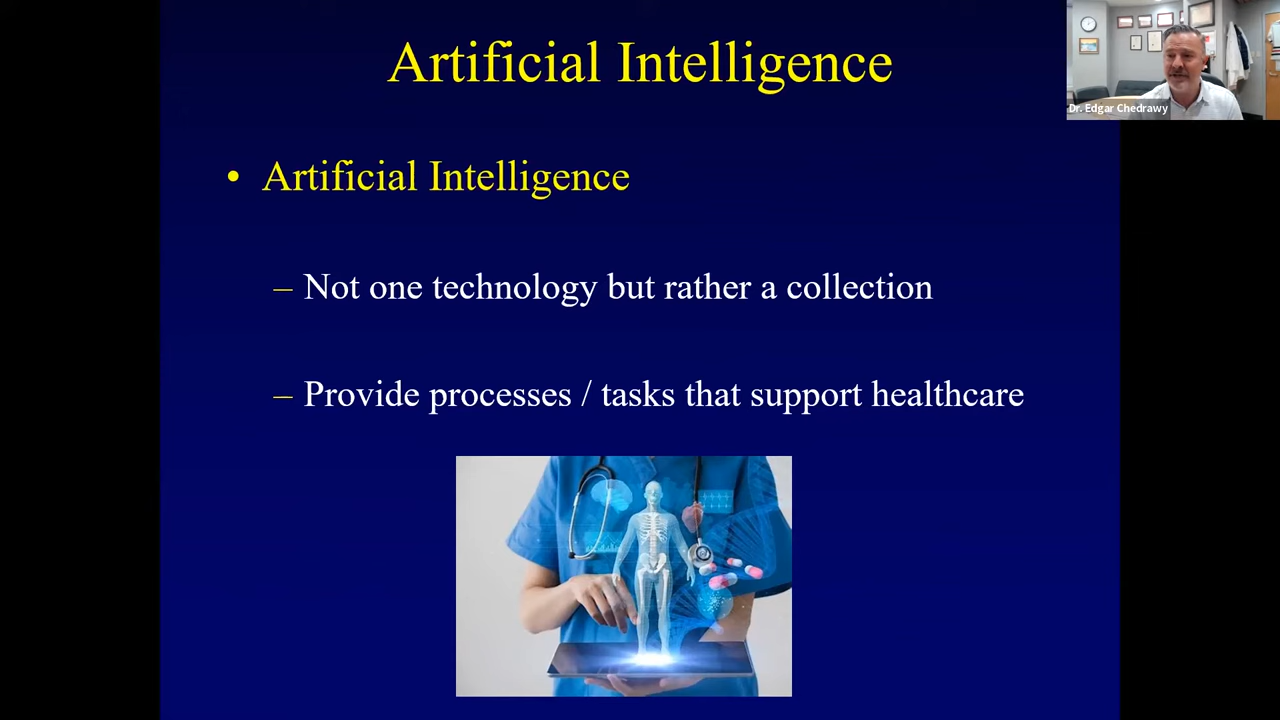 Artificial Intelligence
Dr. Edgar Chedrawy
• Artificial Intelligence
– Not one technology but rather a collection
– Provide processes / tasks that support healthcare